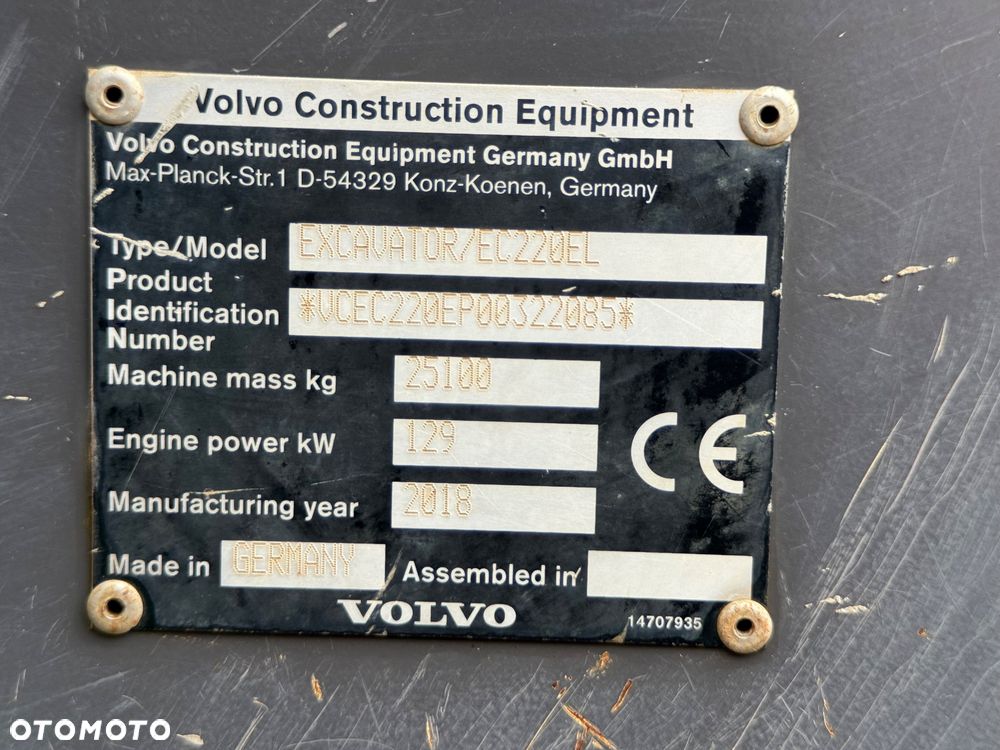 Volvo Construction Equipment
Volvo Construction Equipment Germany GmbH
Max-Planck-Str.1 D-54329 Konz-Koenen, Germany
Type/Model EXCAVATOR/EC220EL
Product
Identification *VCEC220EP00322085*
Number
Machine mass kg 25100
Engine power kW 129
Manufacturing year 2018
CE
Made in GERMANY Assembled in
VOLVO 14707935
OTOMOTO